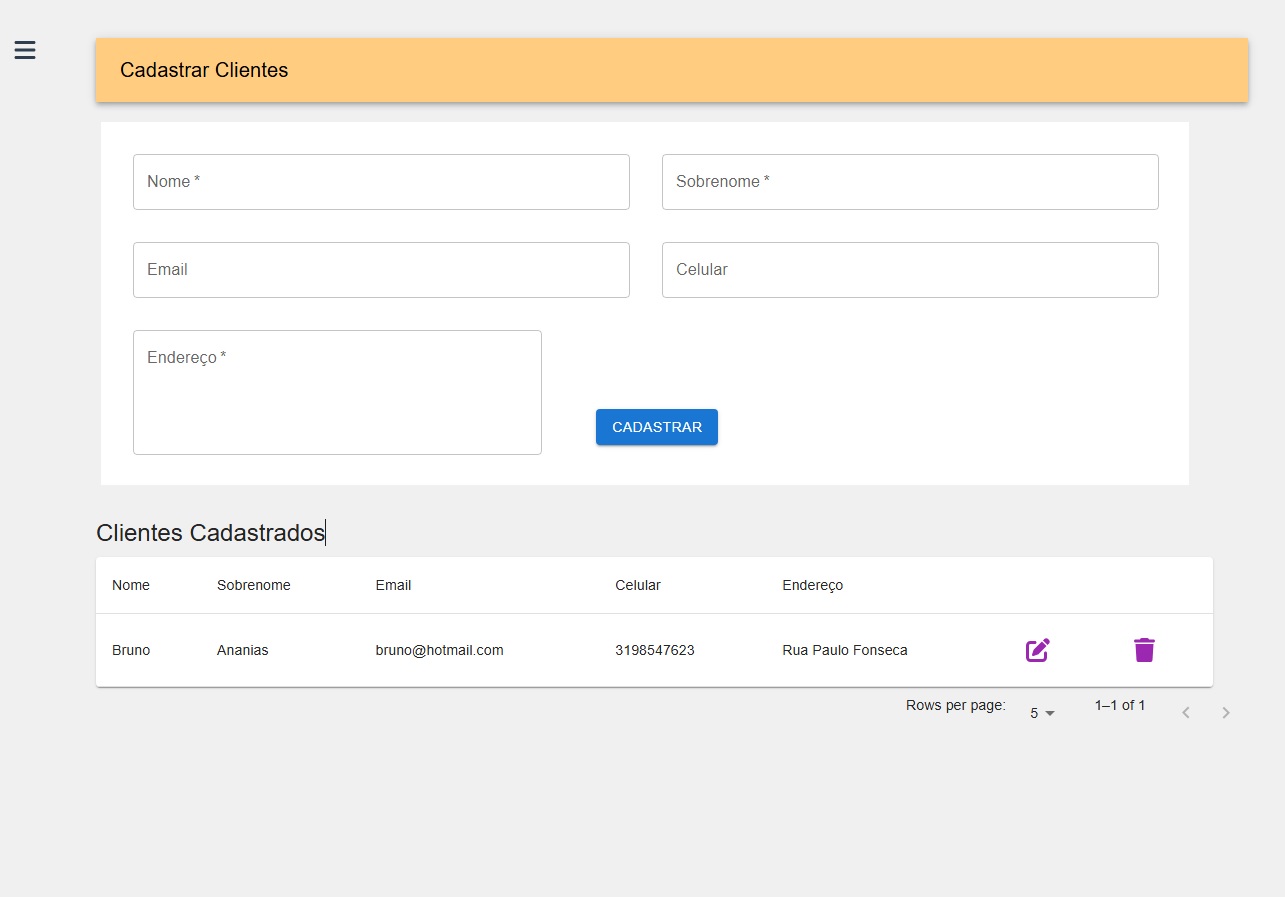 Cadastrar Clientes
Nome * Sobrenome *
Email Celular
Endereço *
CADASTRAR
Clientes Cadastrados
Nome Sobrenome Email Celular Endereço
Bruno Ananias bruno@hotmail.com 3198547623 Rua Paulo Fonseca
Rows per page: 5 1–1 of 1